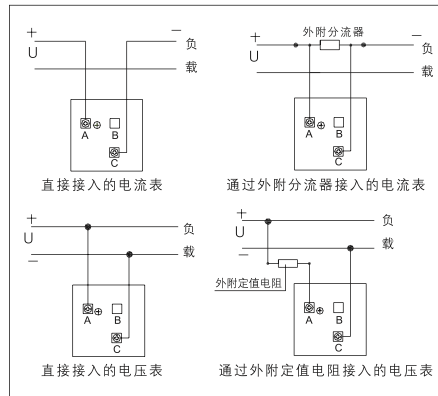 + − 负
U
载
A ⊕ B
C
直接接入的电流表
外附分流器
+ − 负
U
载
A ⊕ B
C
通过外附分流器接入的电流表
+ 负
U
− 载
A ⊕ B
C
直接接入的电压表
+ 负
U
− 载
外附定值电阻
A ⊕ B
C
通过外附定值电阻接入的电压表